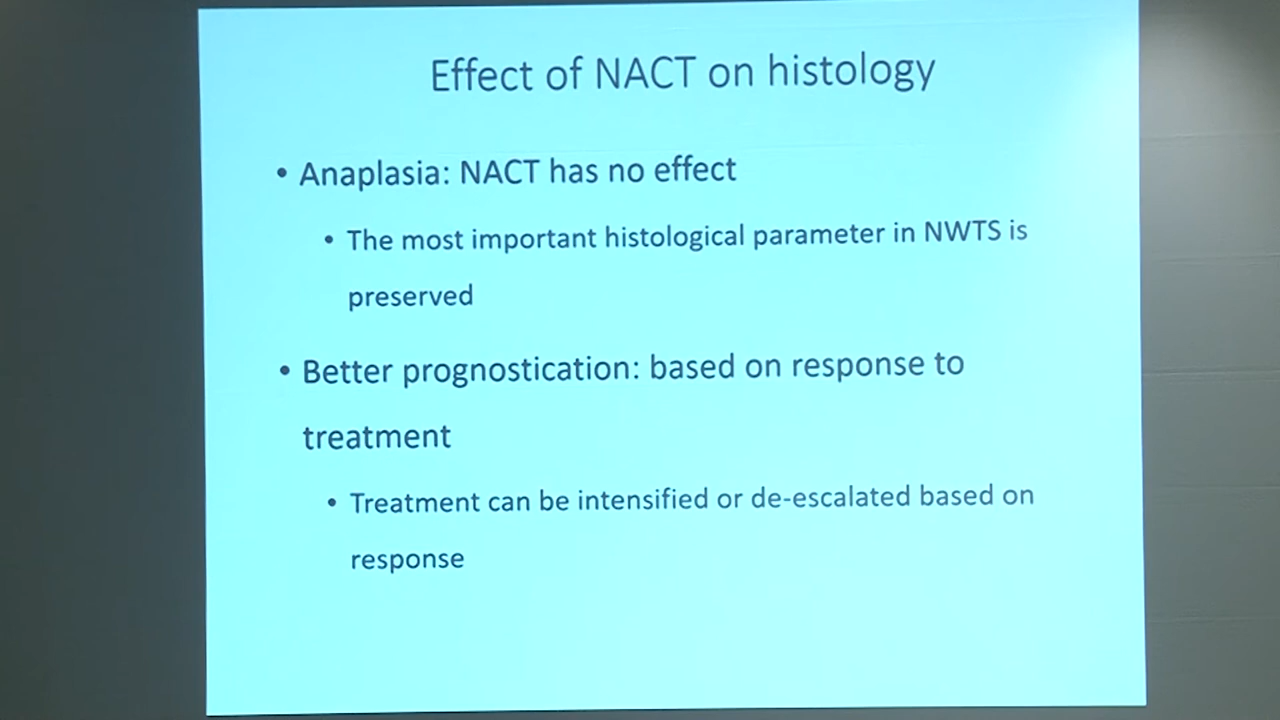 Effect of NACT on histology
• Anaplasia: NACT has no effect
• The most important histological parameter in NWTS is
preserved
• Better prognostication: based on response to
treatment
• Treatment can be intensified or de-escalated based on
response